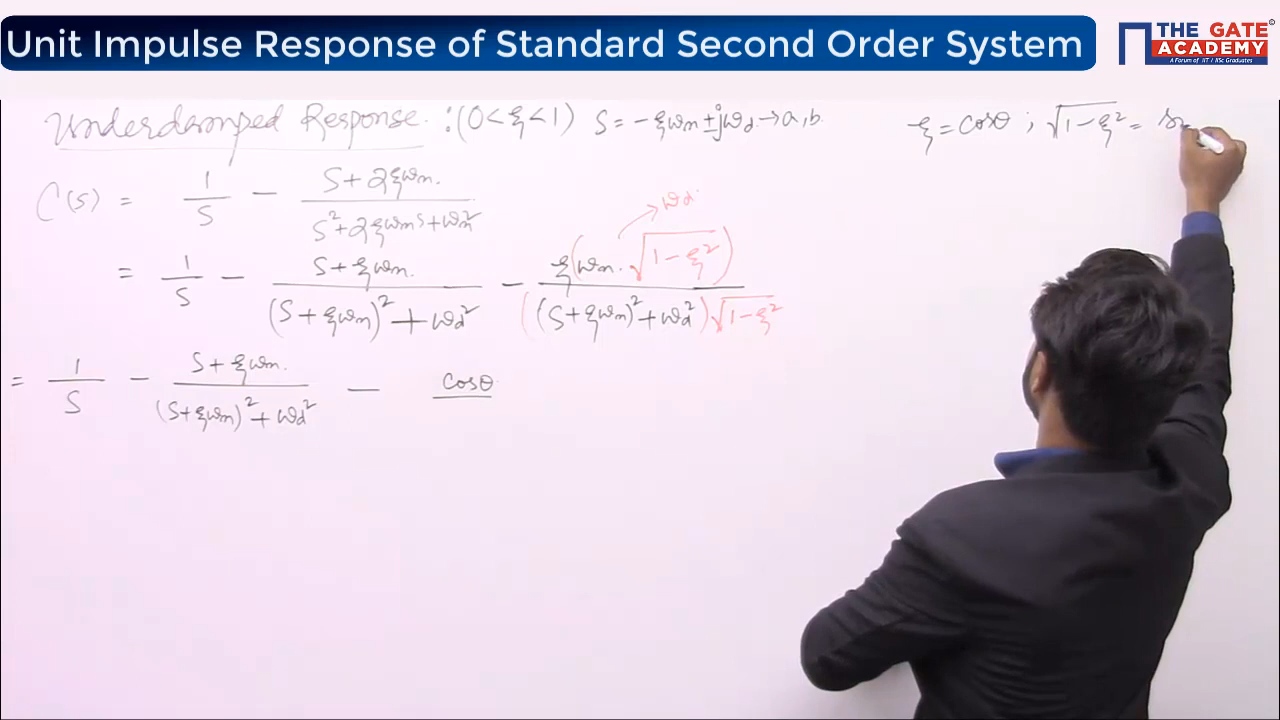 Unit Impulse Response of Standard Second Order System
THE GATE ACADEMY
A Forum of IIT / IISc Graduates
Underdamped Response : (0 < ξ < 1) S = -ξωn ± jωd → a, b
ξ = cosθ ; √(1-ξ²) =
C(s) = 1/S - (S + 2ξωn)/(S² + 2ξωnS + ωn²)
ωd
= 1/S - (S + ξωn)/((S + ξωn)² + ωd²) - ξ(ωn · √(1-ξ²))/(((S + ξωn)² + ωd²)√(1-ξ²))
= 1/S - (S + ξωn)/((S + ξωn)² + ωd²) - cosθ